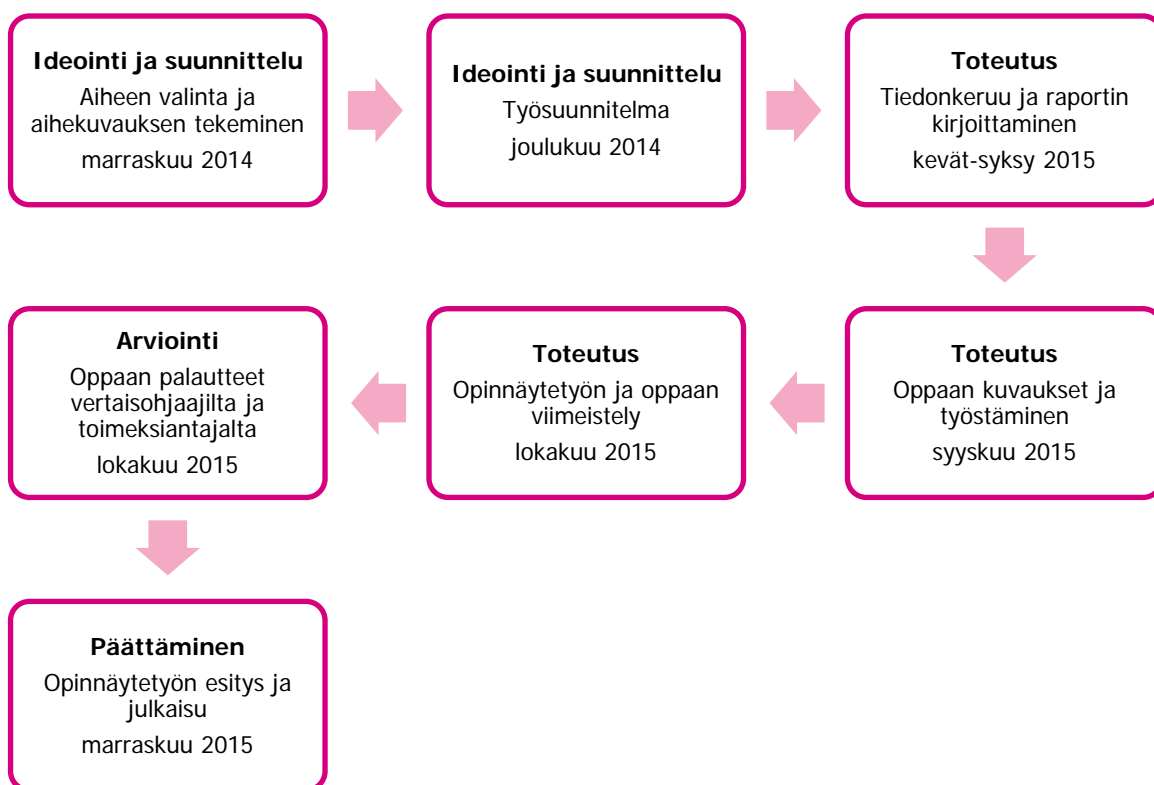 Ideointi ja suunnittelu
Aiheen valinta ja
aihekuvauksen tekeminen
marraskuu 2014
Ideointi ja suunnittelu
Työsuunnitelma
joulukuu 2014
Toteutus
Tiedonkeruu ja raportin
kirjoittaminen
kevät-syksy 2015
Toteutus
Oppaan kuvaukset ja
työstäminen
syyskuu 2015
Toteutus
Opinnäytetyön ja oppaan
viimeistely
lokakuu 2015
Arviointi
Oppaan palautteet
vertaisohjaajilta ja
toimeksiantajalta
lokakuu 2015
Päättäminen
Opinnäytetyön esitys ja
julkaisu
marraskuu 2015